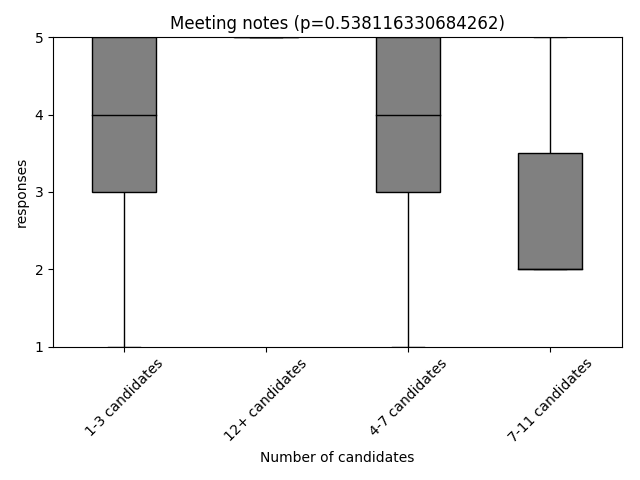 Meeting notes (p=0.538116330684262)
5
4
3
2
1
responses
1-3 candidates
12+ candidates
4-7 candidates
7-11 candidates
Number of candidates